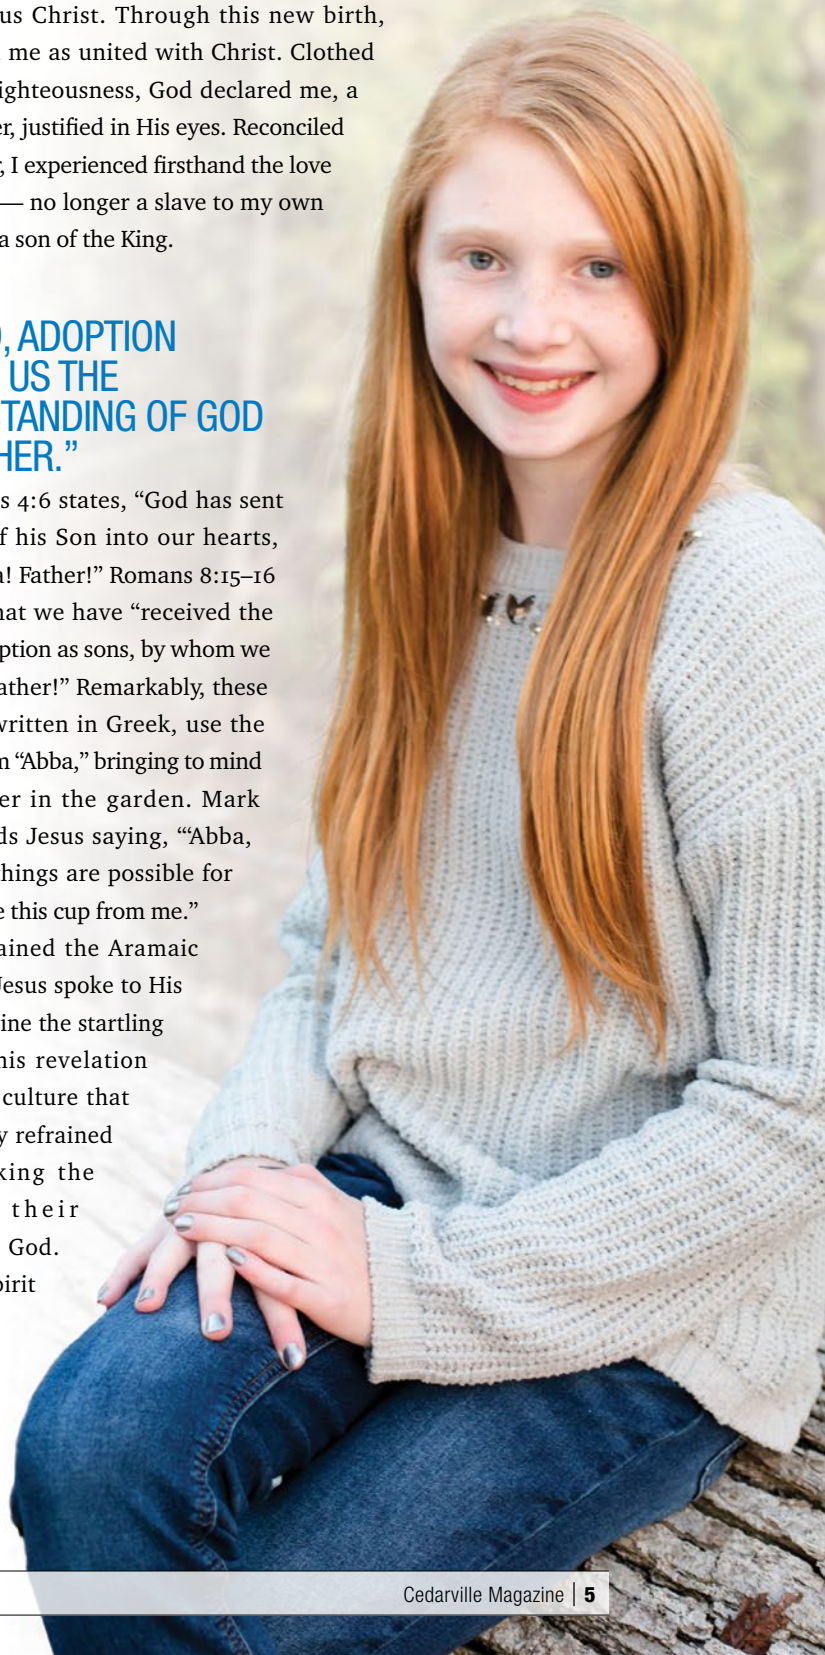 us Christ. Through this new birth,
me as united with Christ. Clothed
ighteousness, God declared me, a
er, justified in His eyes. Reconciled
, I experienced firsthand the love
— no longer a slave to my own
a son of the King.
, ADOPTION
US THE
STANDING OF GOD
HER.”
s 4:6 states, “God has sent
f his Son into our hearts,
a! Father!” Romans 8:15–16
hat we have “received the
ption as sons, by whom we
ather!” Remarkably, these
written in Greek, use the
m “Abba,” bringing to mind
er in the garden. Mark
ds Jesus saying, “‘Abba,
hings are possible for
e this cup from me.”
ained the Aramaic
Jesus spoke to His
ine the startling
his revelation
culture that
y refrained
king the
their
God.
pirit
Cedarville Magazine | 5